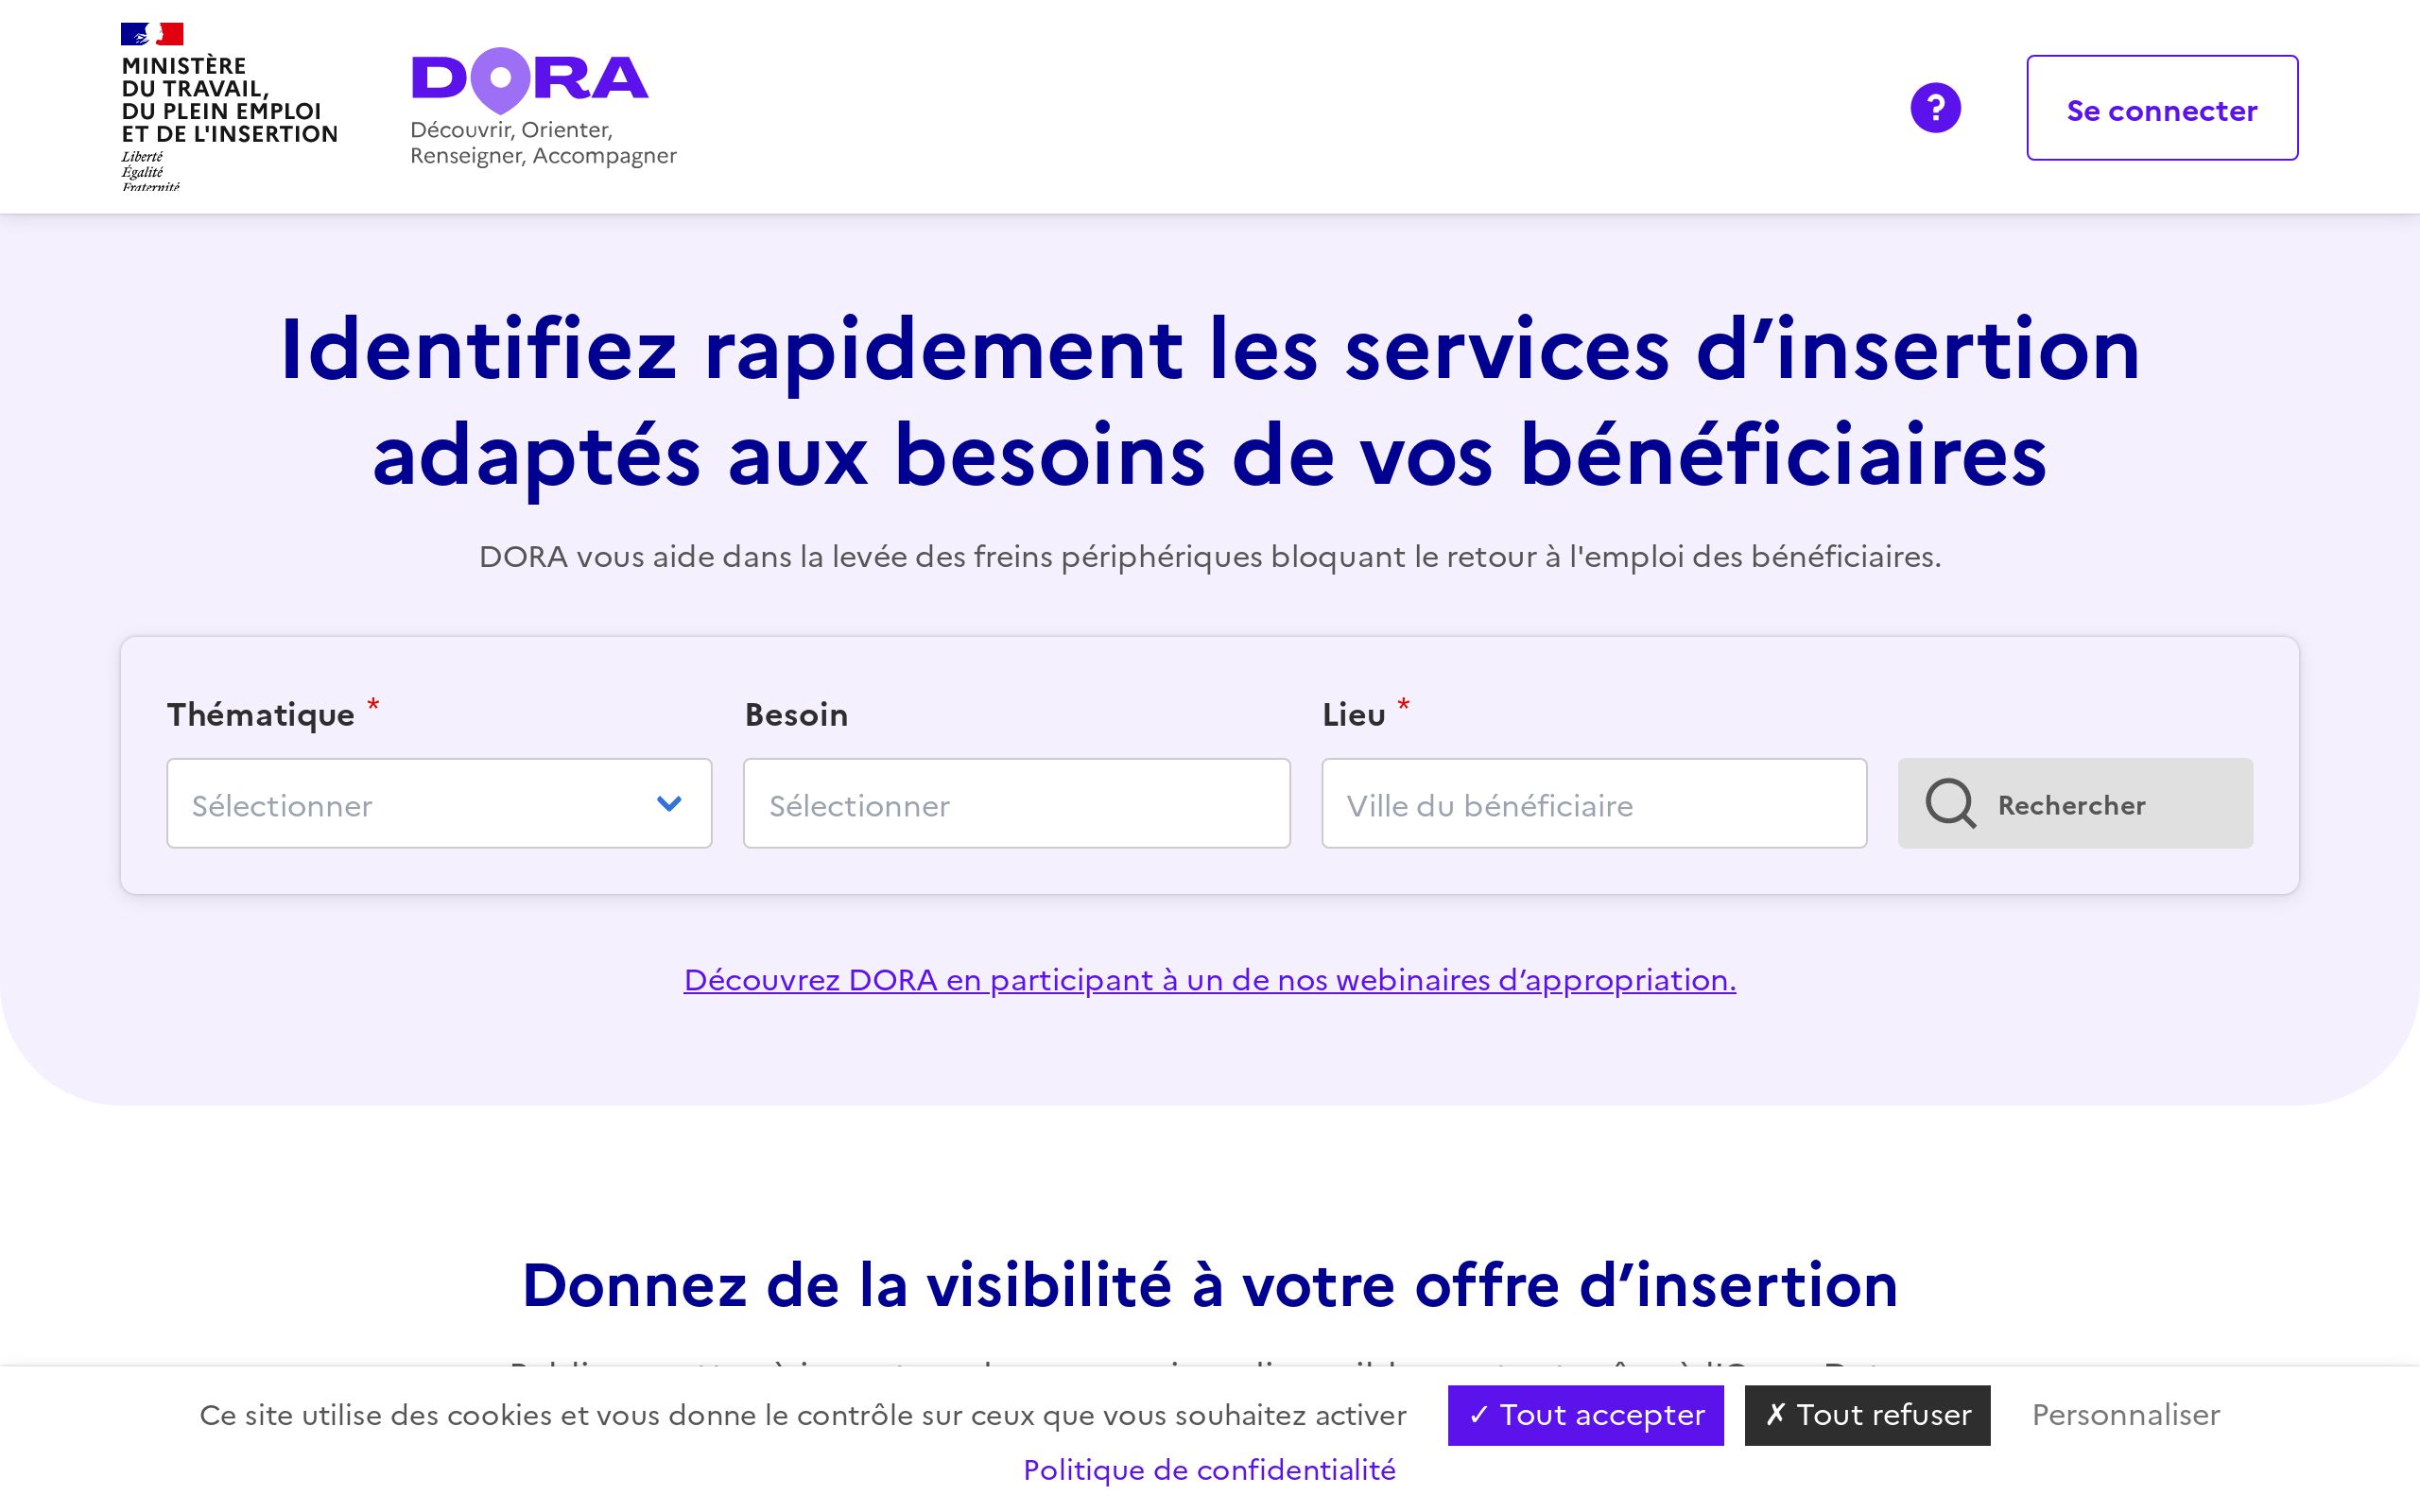 MINISTÈRE
DU TRAVAIL,
DU PLEIN EMPLOI
ET DE L'INSERTION
Liberté
Égalité
Fraternité
DORA
Découvrir, Orienter,
Renseigner, Accompagner
?
Se connecter
Identifiez rapidement les services d’insertion
adaptés aux besoins de vos bénéficiaires
DORA vous aide dans la levée des freins périphériques bloquant le retour à l'emploi des bénéficiaires.
Thématique *
Besoin
Lieu *
Sélectionner
Sélectionner
Ville du bénéficiaire
Rechercher
Découvrez DORA en participant à un de nos webinaires d’appropriation.
Donnez de la visibilité à votre offre d’insertion
Ce site utilise des cookies et vous donne le contrôle sur ceux que vous souhaitez activer
✓ Tout accepter
✗ Tout refuser
Personnaliser
Politique de confidentialité